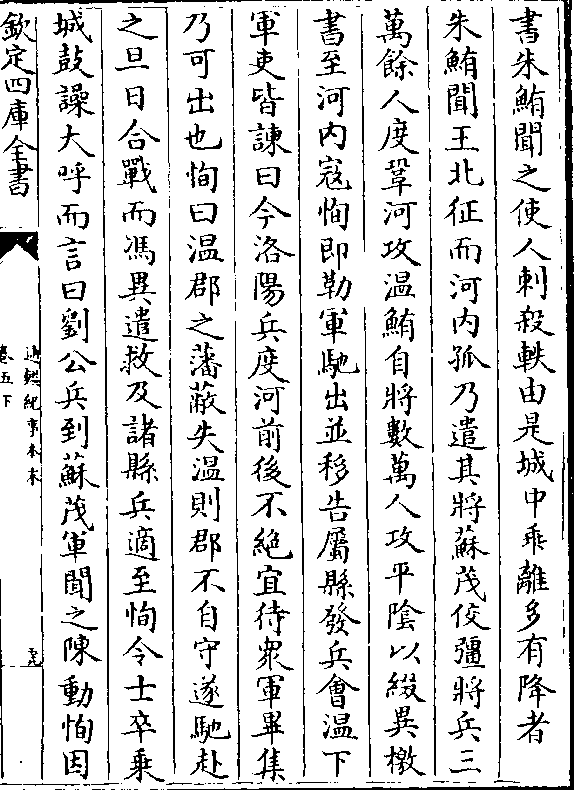 書朱鮪聞之使人刺殺軼由是城中乖離多有降者
朱鮪聞王北征而河内孤乃遣其將蘇茂佼彊將兵三
萬餘人度鞏河攻温鮪自將數萬人攻平陰以綴異檄
書至河内寇恂即勒軍馳出並移告屬縣發兵會温下
軍吏皆諫曰今洛陽兵度河前後不絶宜待衆軍畢集
乃可出也恂曰温郡之藩蔽失温則郡不自守遂馳赴
之旦日合戰而馮異遣救及諸縣兵適至恂令士卒乗
城鼓譟大呼而言曰劉公兵到蘇茂軍聞之陳動恂因
欽定四庫全書
通鑑紀事本末
卷五下